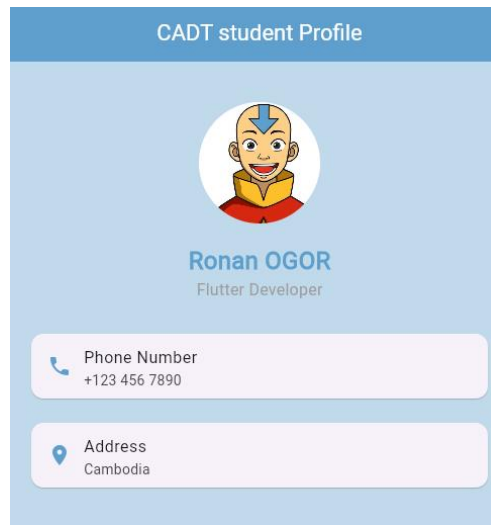 CADT student Profile
Ronan OGOR
Flutter Developer
Phone Number
+123 456 7890
Address
Cambodia